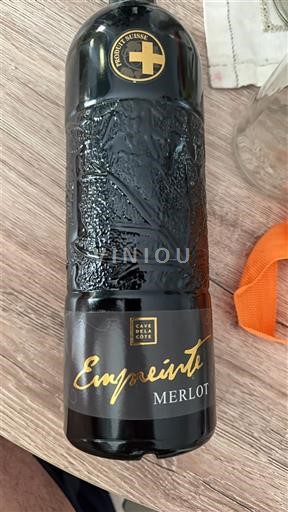 PRODUIT SUISSE
VINIOU
CAVE
DE LA
CÔTE
Empreinte
MERLOT